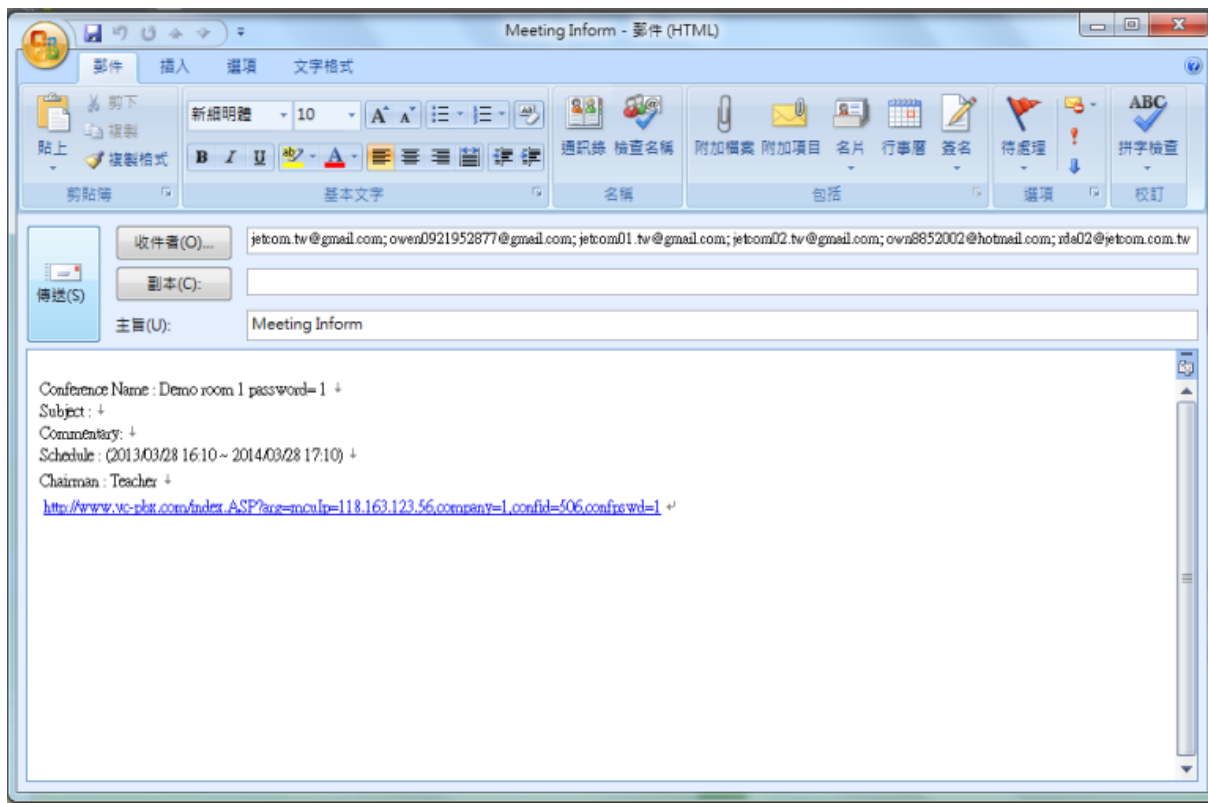 Meeting Inform - 郵件 (HTML)
郵件 插入 選項 文字格式
貼上
剪下
複製
複製格式
剪貼簿
新細明體 10
B I U
基本文字
通訊錄 檢查名稱
名稱
附加檔案 附加項目 名片 行事曆 簽名
包括
待處理
選項
ABC
拼字檢查
校訂
傳送(S)
收件者(O)... jetcom.tw@gmail.com; owen0921952877@gmail.com; jetcom01.tw@gmail.com; jetcom02.tw@gmail.com; own8852002@hotmail.com; rda02@jetcom.com.tw
副本(C):
主旨(U): Meeting Inform
Conference Name : Demo room 1 password= 1 ↓
Subject : ↓
Commentary: ↓
Schedule : (2013/03/28 16:10 ~ 2014/03/28 17:10) ↓
Chairman : Teacher ↓
http://www.vc-pbx.com/index.ASP?arg=mcuIp=118.163.123.56,company=1,confid=506,confpswd=1 ↵